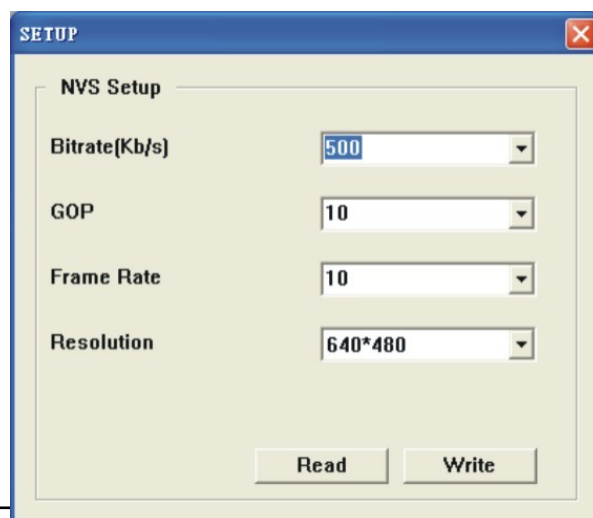 SETUP
NVS Setup
Bitrate(Kb/s) 500
GOP 10
Frame Rate 10
Resolution 640*480
Read Write